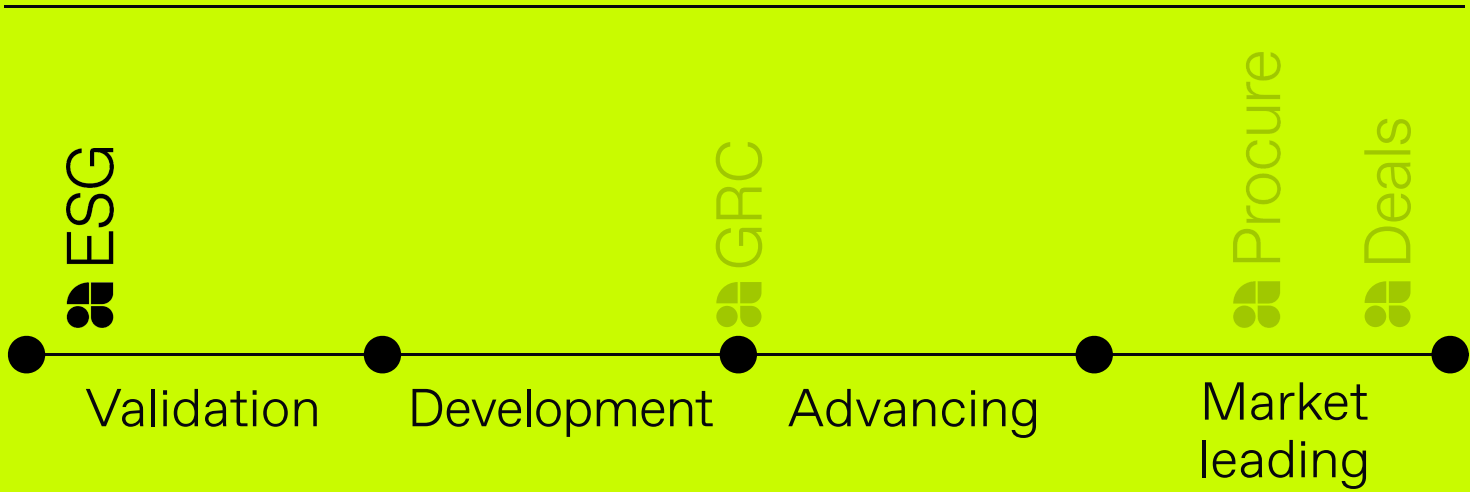 ESG
GRC
Procure
Deals
Validation
Development
Advancing
Market
leading